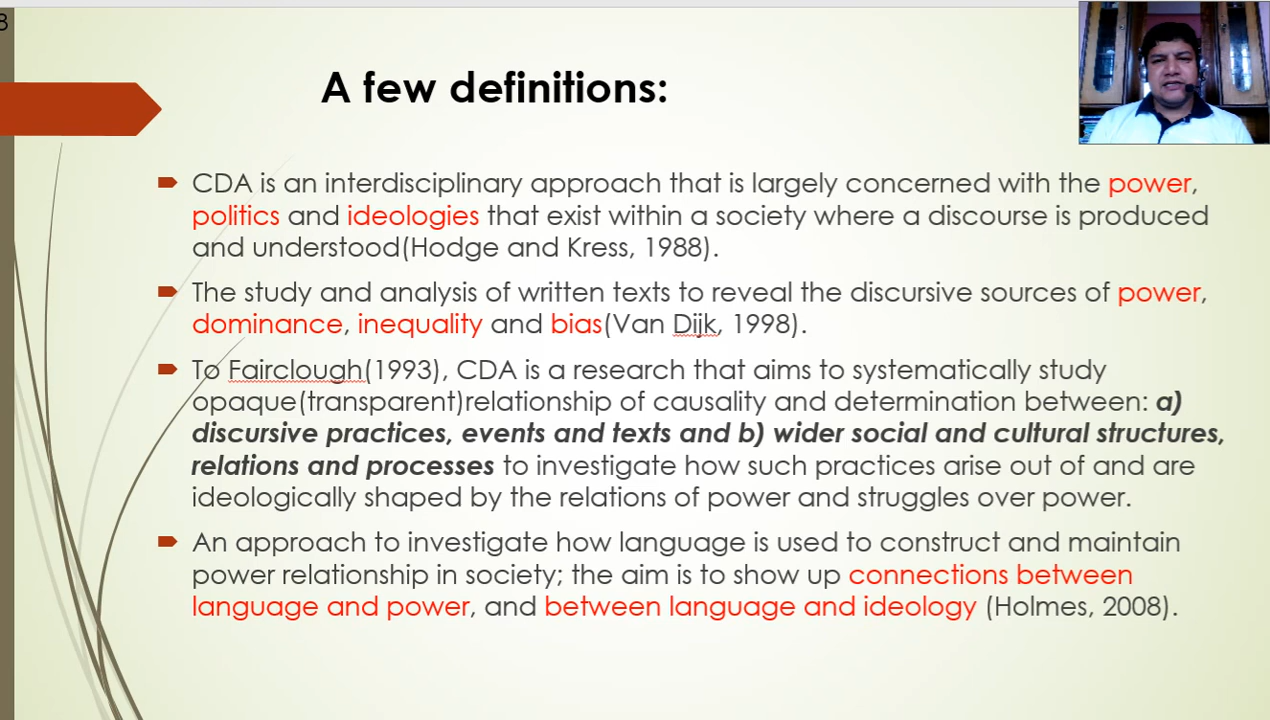 8
A few definitions:
CDA is an interdisciplinary approach that is largely concerned with the power,
politics and ideologies that exist within a society where a discourse is produced
and understood(Hodge and Kress, 1988).
The study and analysis of written texts to reveal the discursive sources of power,
dominance, inequality and bias(Van Dijk, 1998).
To Fairclough(1993), CDA is a research that aims to systematically study
opaque(transparent)relationship of causality and determination between: a)
discursive practices, events and texts and b) wider social and cultural structures,
relations and processes to investigate how such practices arise out of and are
ideologically shaped by the relations of power and struggles over power.
An approach to investigate how language is used to construct and maintain
power relationship in society; the aim is to show up connections between
language and power, and between language and ideology (Holmes, 2008).